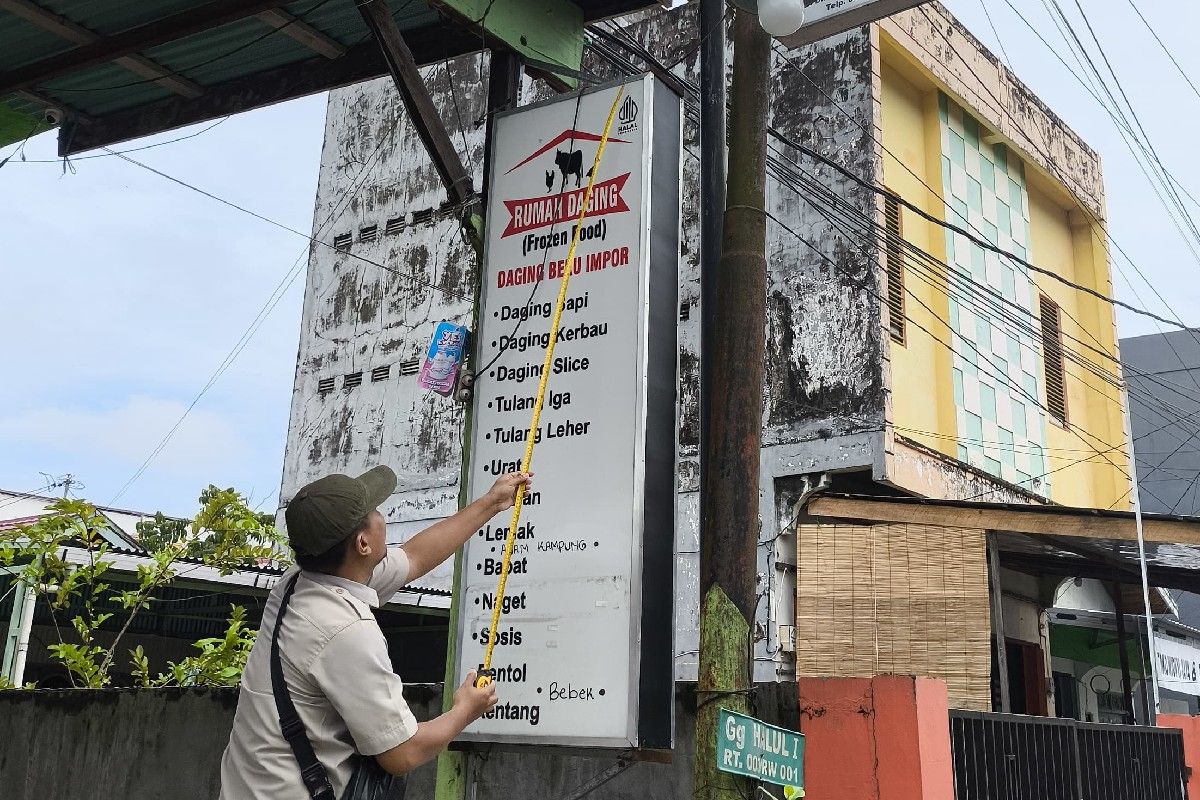 Telp.
HALAL
RUMAH DAGING
(Frozen Food)
DAGING BEKU IMPOR
• Daging Sapi
• Daging Kerbau
• Daging Slice
• Tulang Iga
• Tulang Leher
• Urat
• Lemak
• AYAM KAMPUNG •
• Babat
• Naget
• Sosis
• Bebek •
Kentang
Gg HALUL I
RT. 001/RW 001